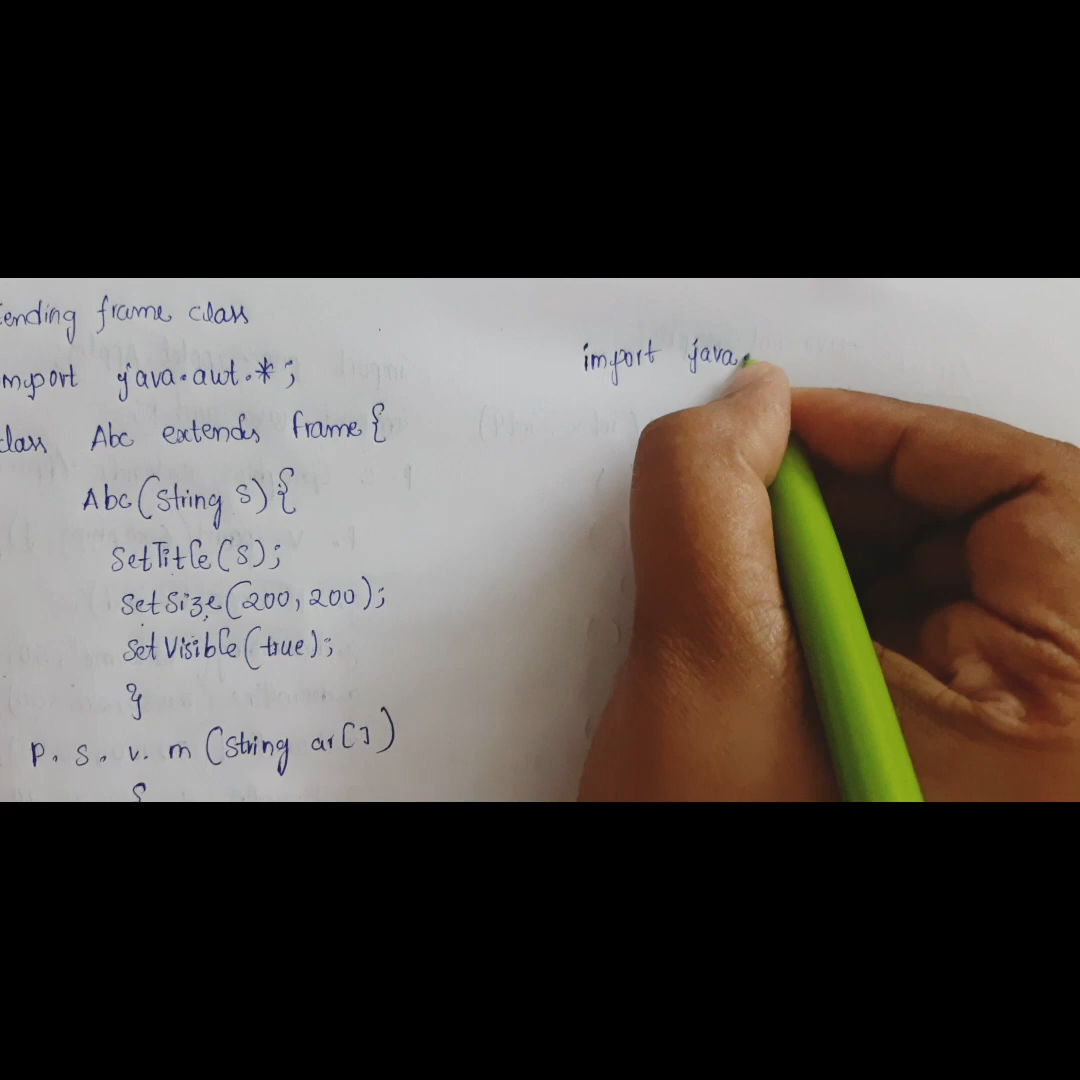 ending frame class
import java.awt.*;
class Abc extends frame {
Abc (String s) {
SetTitle (S);
Set Size (200, 200);
Set Visible (true);
}
P. S. v. m (String ar[])
{
import java.